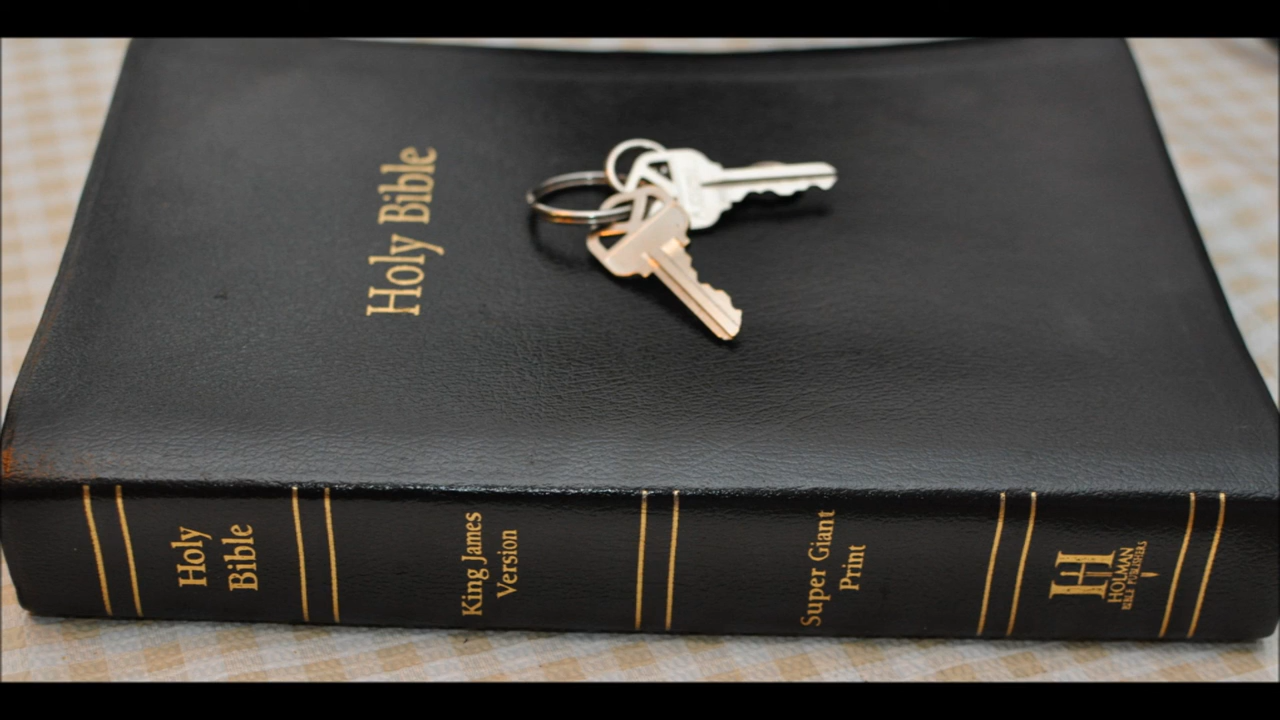 Holy Bible
Holy
Bible
King James
Version
Super Giant
Print
HOLMAN
BIBLE PUBLISHERS